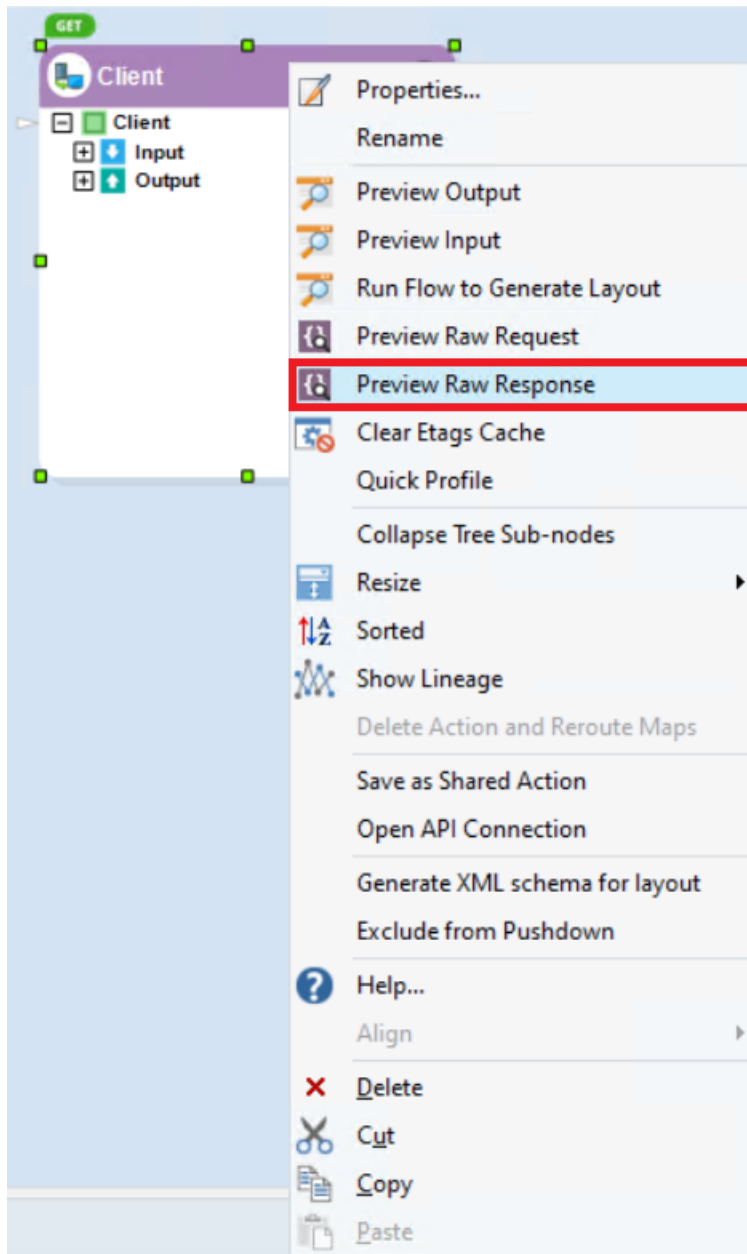 GET
Client
Client
Input
Output
Properties...
Rename
Preview Output
Preview Input
Run Flow to Generate Layout
Preview Raw Request
Preview Raw Response
Clear Etags Cache
Quick Profile
Collapse Tree Sub-nodes
Resize
Sorted
Show Lineage
Delete Action and Reroute Maps
Save as Shared Action
Open API Connection
Generate XML schema for layout
Exclude from Pushdown
Help...
Align
Delete
Cut
Copy
Paste